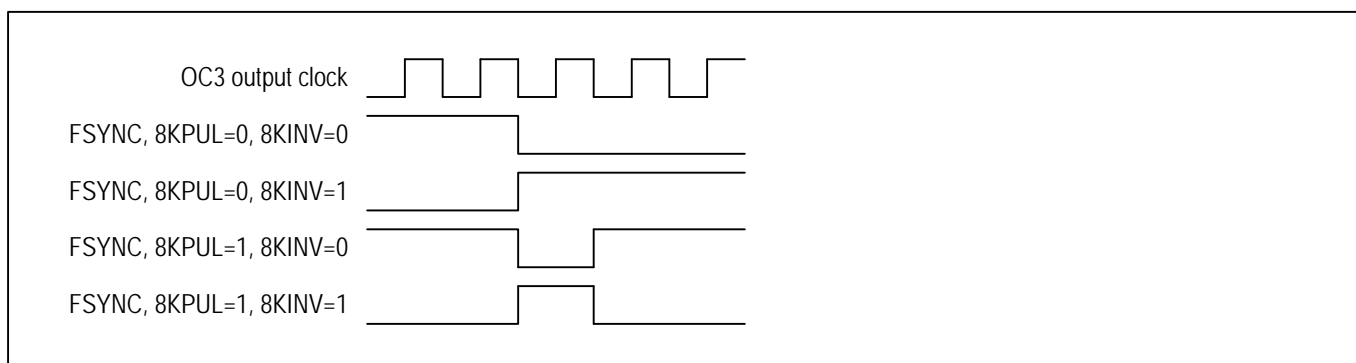 OC3 output clock
FSYNC, 8KPUL=0, 8KINV=0
FSYNC, 8KPUL=0, 8KINV=1
FSYNC, 8KPUL=1, 8KINV=0
FSYNC, 8KPUL=1, 8KINV=1